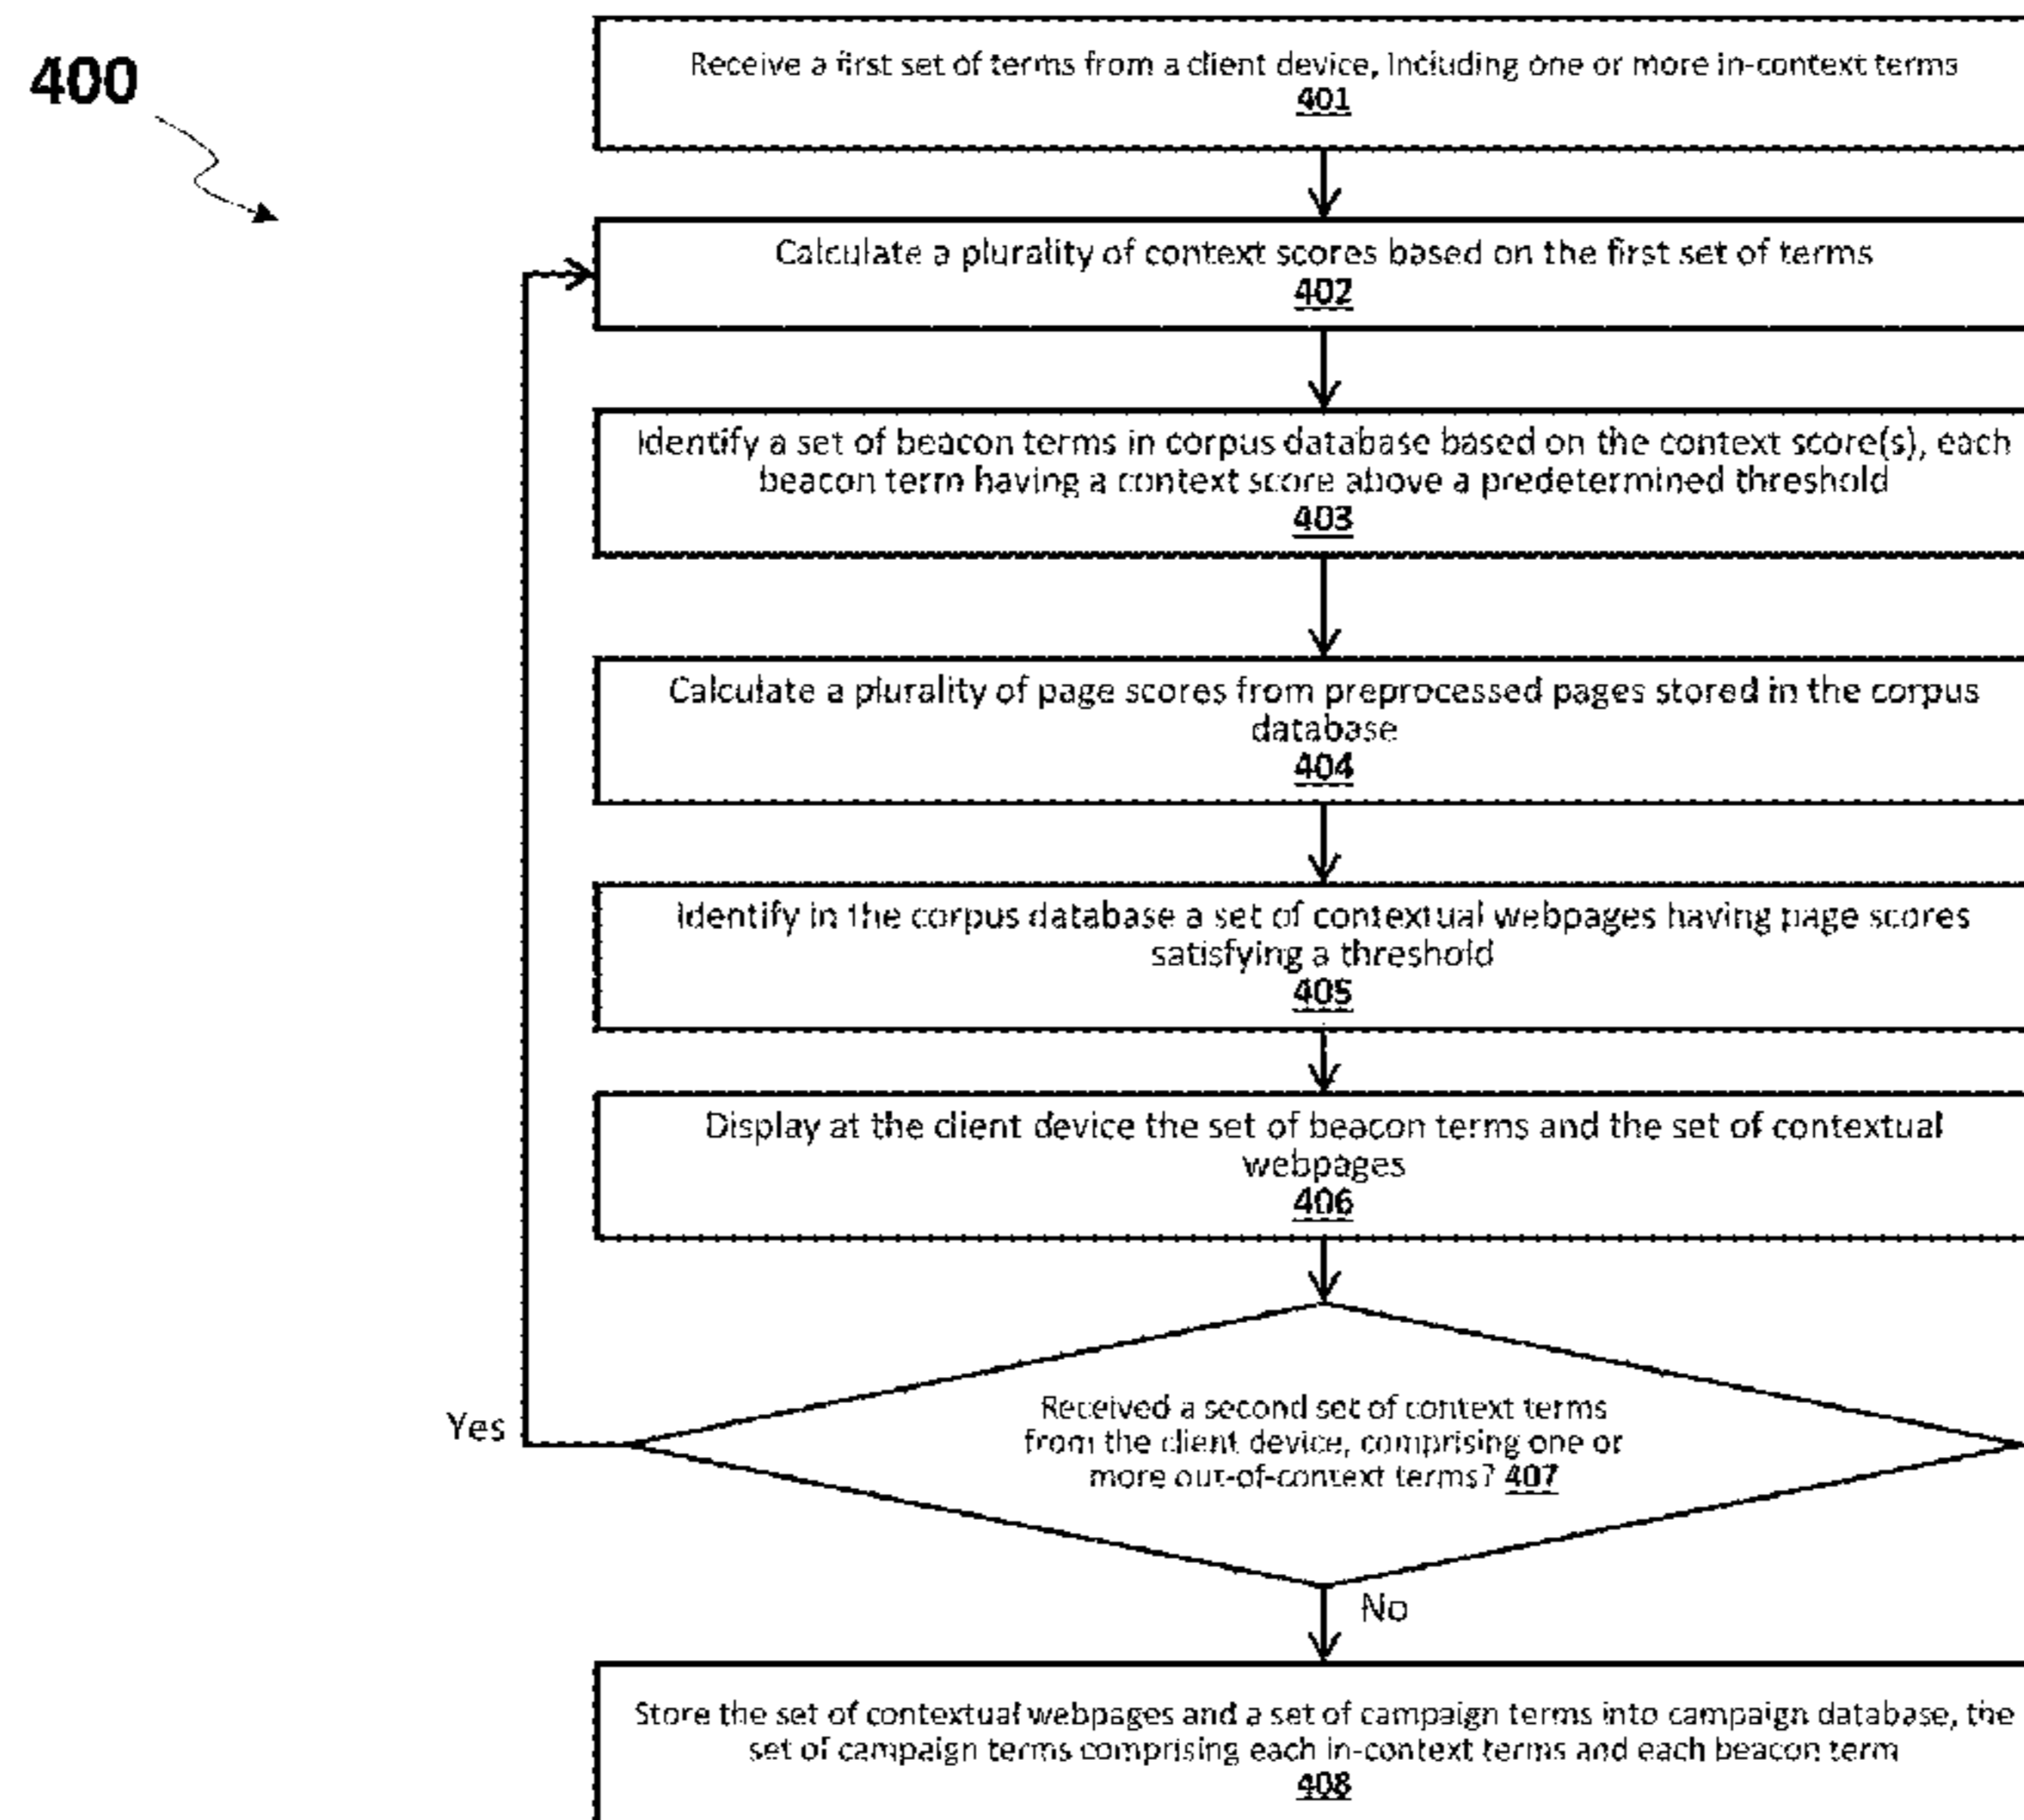 400
Receive a first set of terms from a client device, including one or more in-context terms
401
Calculate a plurality of context scores based on the first set of terms
402
Identify a set of beacon terms in corpus database based on the context score(s), each
beacon term having a context score above a predetermined threshold
403
Calculate a plurality of page scores from preprocessed pages stored in the corpus
database
404
Identify in the corpus database a set of contextual webpages having page scores
satisfying a threshold
405
Display at the client device the set of beacon terms and the set of contextual
webpages
406
Received a second set of context terms
from the client device, comprising one or
more out-of-context terms? 407
Yes
No
Store the set of contextual webpages and a set of campaign terms into campaign database, the
set of campaign terms comprising each in-context terms and each beacon term
408